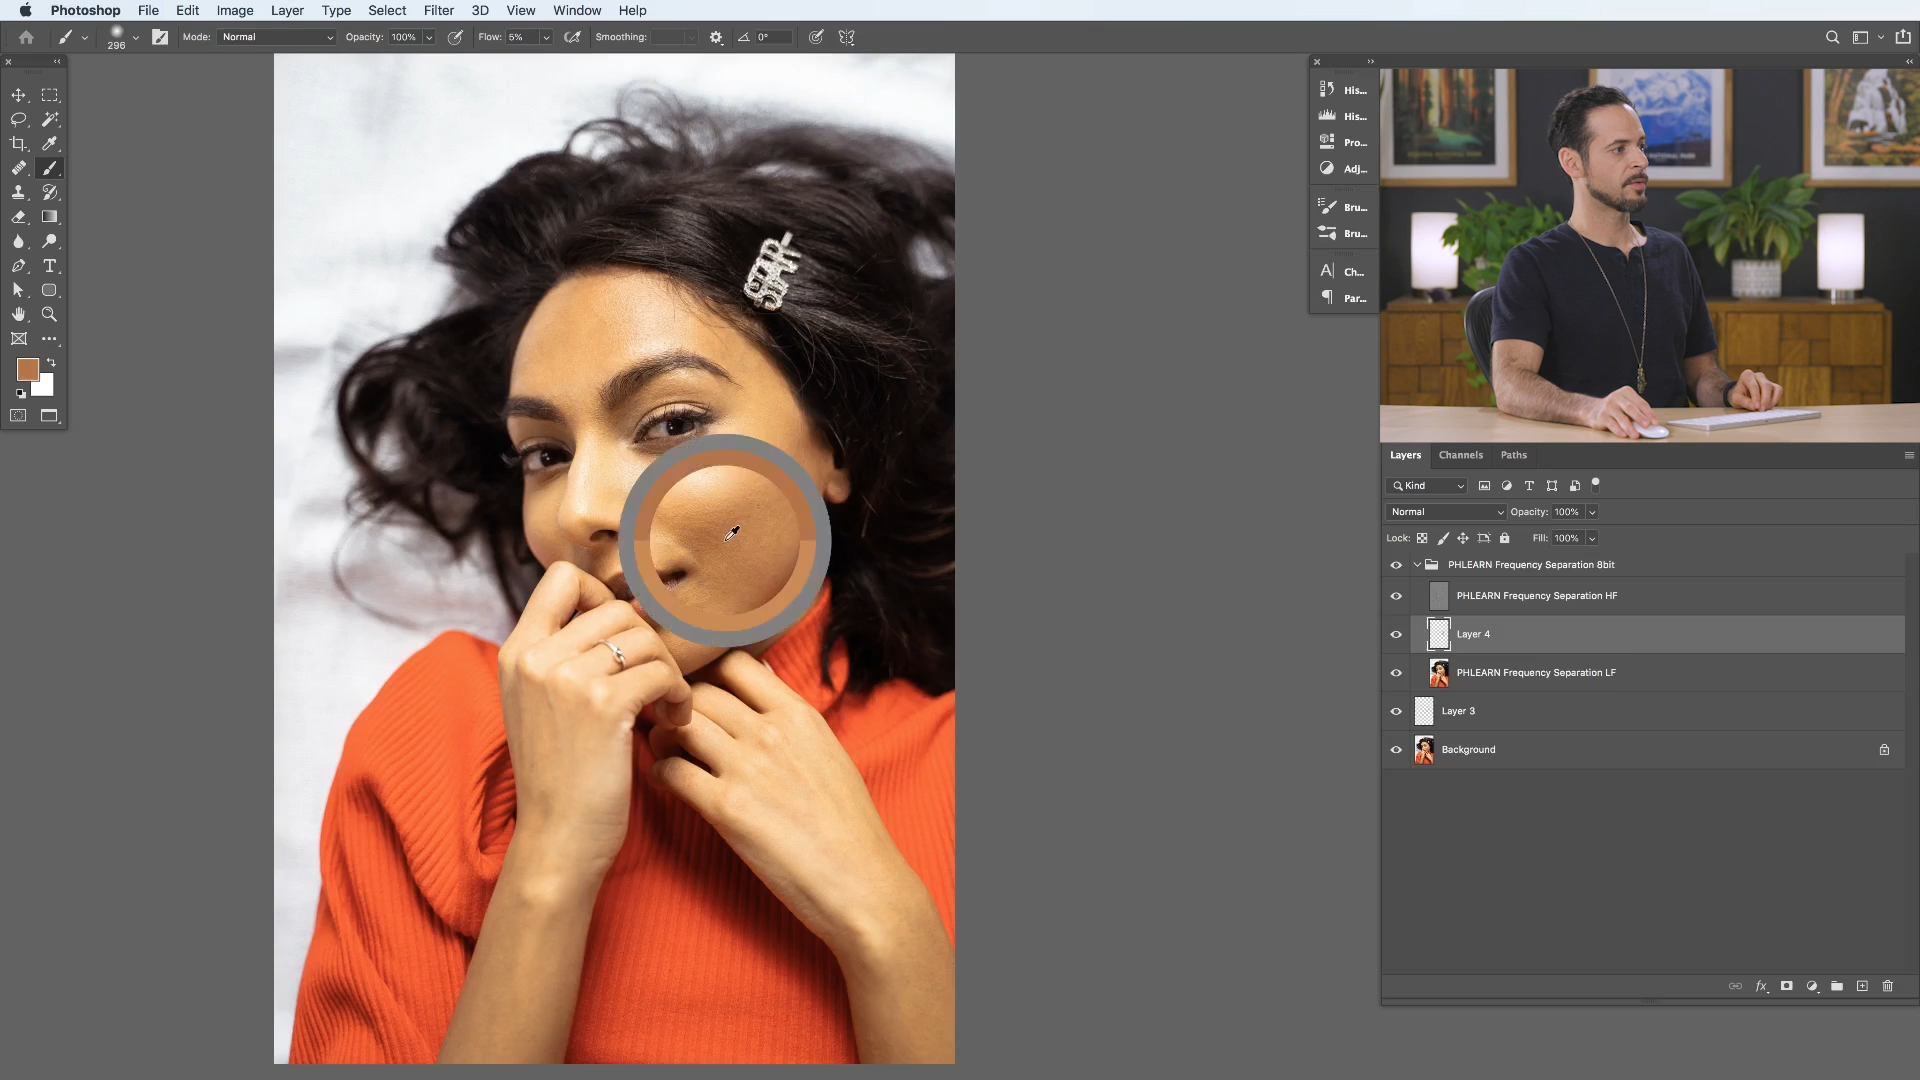 Photoshop File Edit Image Layer Type Select Filter 3D View Window Help
296 Mode: Normal Opacity: 100% Flow: 5% Smoothing: 0°
His...
His...
Pro...
Adj...
Bru...
Bru...
Ch...
Par...
STAR
Layers Channels Paths
Kind
Normal Opacity: 100%
Lock: Fill: 100%
PHLEARN Frequency Separation 8bit
PHLEARN Frequency Separation HF
Layer 4
PHLEARN Frequency Separation LF
Layer 3
Background